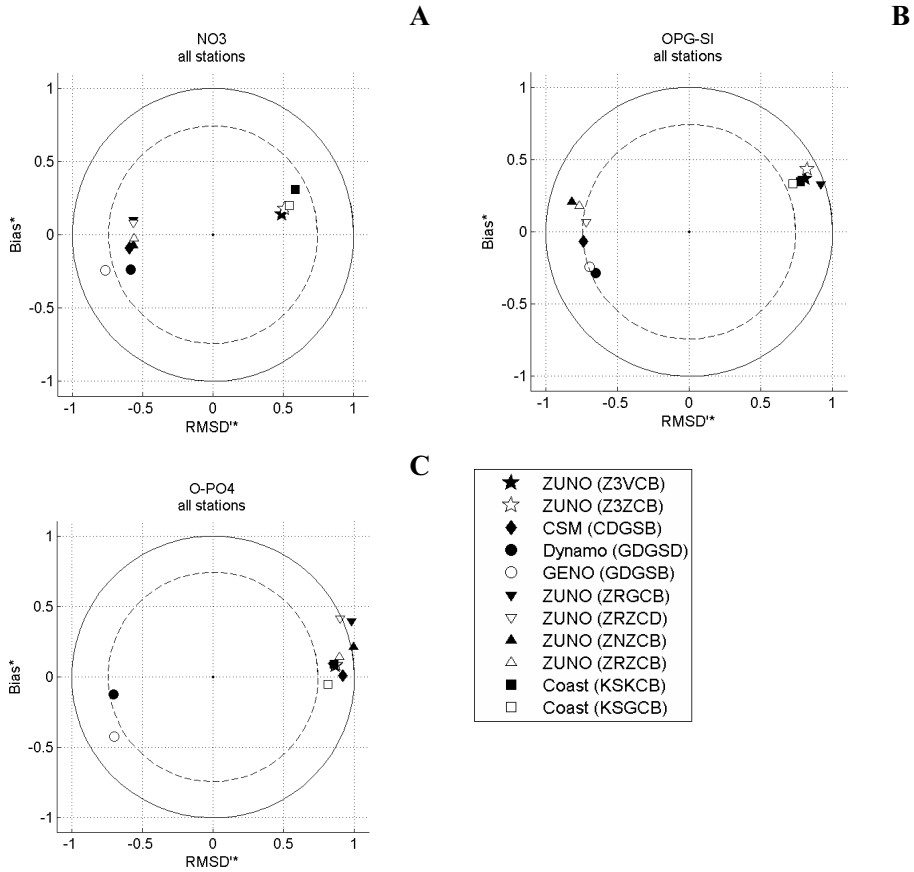 A
NO3
all stations
1
0.5
0
-0.5
-1
Bias*
-1
-0.5
0
0.5
1
RMSD'*
B
OPG-SI
all stations
1
0.5
0
-0.5
-1
Bias*
-1
-0.5
0
0.5
1
RMSD'*
C
O-PO4
all stations
1
0.5
0
-0.5
-1
Bias*
-1
-0.5
0
0.5
1
RMSD'*
ZUNO (Z3VCB)
ZUNO (Z3ZCB)
CSM (CDGSB)
Dynamo (GDGSD)
GENO (GDGSB)
ZUNO (ZRGCB)
ZUNO (ZRZCD)
ZUNO (ZNZCB)
ZUNO (ZRZCB)
Coast (KSKCB)
Coast (KSGCB)